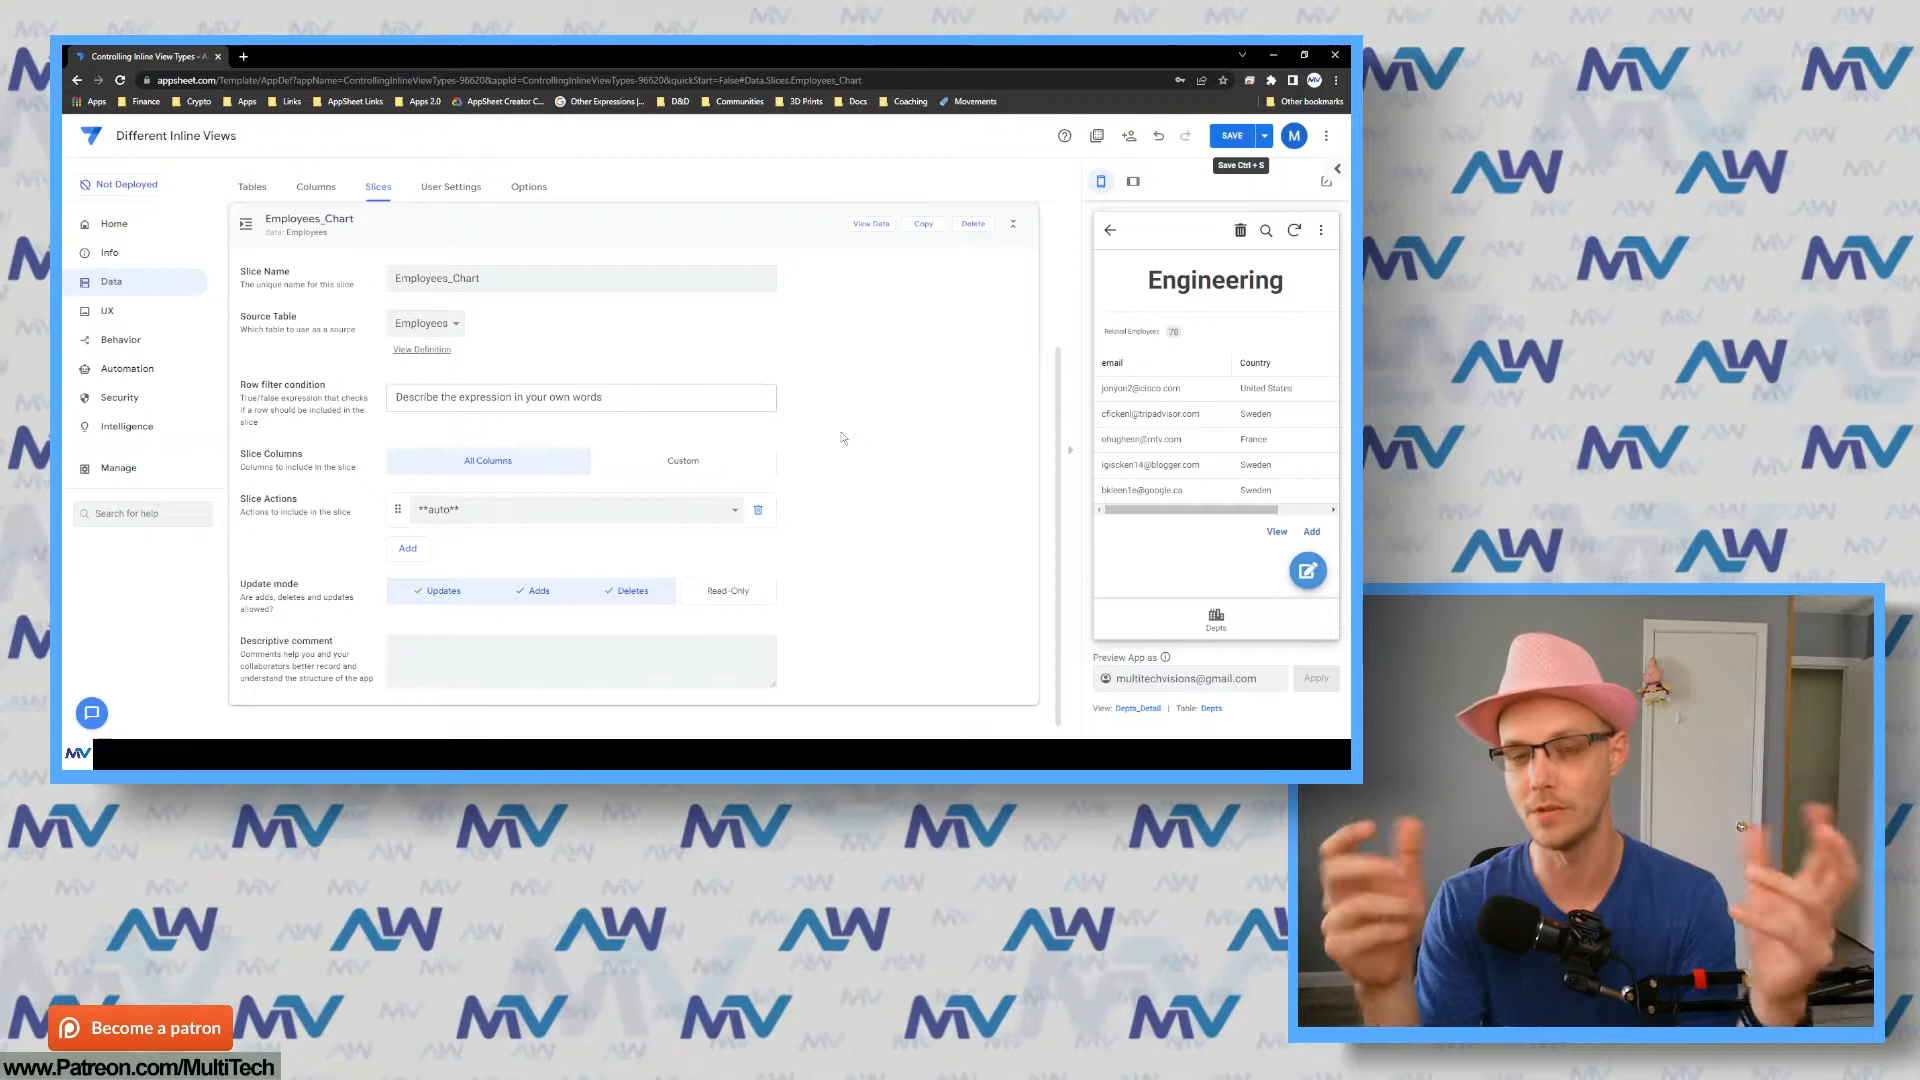 Controlling Inline View Types - A
appsheet.com/Template/AppDef?appName=ControllingInlineViewTypes-96620&appId=ControllingInlineViewTypes-96620&quickStart=False#Data.Slices.Employees_Chart
Apps Finance Crypto Apps Links AppSheet Links Apps 2.0 AppSheet Creator C... Other Expressions |... D&D Communities 3D Prints Docs Coaching Movements Other bookmarks
Different Inline Views
SAVE
M
Save Ctrl + S
Not Deployed
Home
Info
Data
UX
Behavior
Automation
Security
Intelligence
Manage
Search for help
Tables Columns Slices User Settings Options
Employees_Chart
data: Employees
View Data Copy Delete
Slice Name
The unique name for this slice
Employees_Chart
Source Table
Which table to use as a source
Employees
View Definition
Row filter condition
True/false expression that checks
if a row should be included in the
slice
Describe the expression in your own words
Slice Columns
Columns to include in the slice
All Columns Custom
Slice Actions
Actions to include in the slice
**auto**
Add
Update mode
Are adds, deletes and updates
allowed?
Updates Adds Deletes Read-Only
Descriptive comment
Comments help you and your
collaborators better record and
understand the structure of the app
Engineering
Related Employees 78
email Country
jonyon2@cisco.com United States
cfickenl@tripadvisor.com Sweden
ohughesn@mtv.com France
igiscken14@blogger.com Sweden
bkleen1e@google.ca Sweden
View Add
Depts
Preview App as
multitechvisions@gmail.com
Apply
View: Depts_Detail | Table: Depts
MV
Become a patron
www.Patreon.com/MultiTech